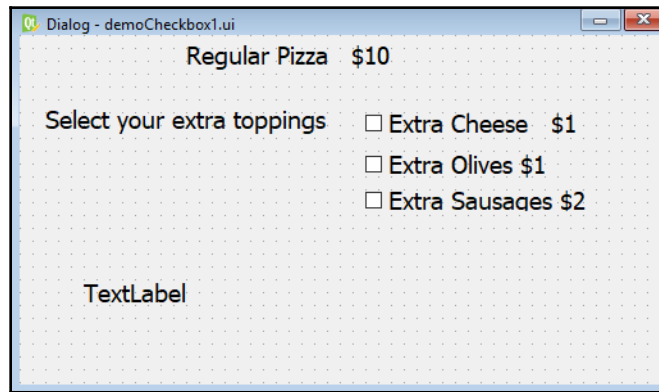 Dialog - demoCheckbox1.ui
Regular Pizza $10
Select your extra toppings
Extra Cheese $1
Extra Olives $1
Extra Sausages $2
TextLabel